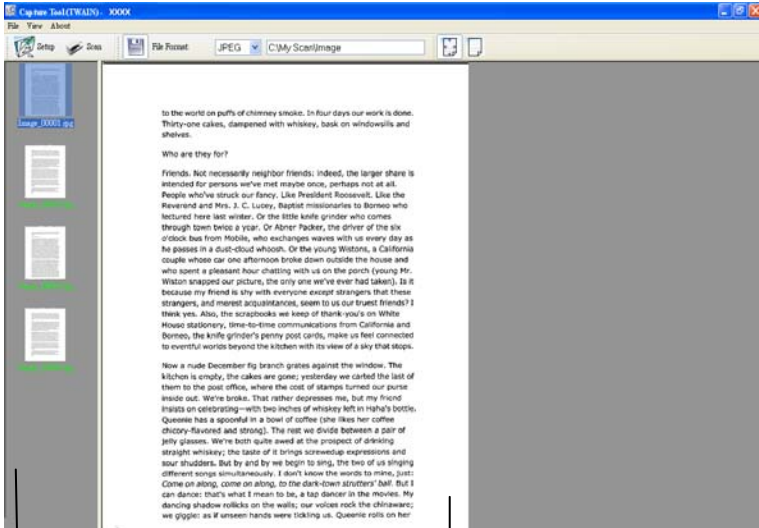 Capture Tool(TWAIN)- XXXX
File View About
Setup Scan File Format JPEG C:\My Scan\Image
Image_00001.jpg
to the world on puffs of chimney smoke. In four days our work is done.
Thirty-one cakes, dampened with whiskey, bask on windowsills and
shelves.
Who are they for?
Friends. Not necessarily neighbor friends: indeed, the larger share is
intended for persons we've met maybe once, perhaps not at all.
People who've struck our fancy. Like President Roosevelt. Like the
Reverend and Mrs. J. C. Lucey, Baptist missionaries to Borneo who
lectured here last winter. Or the little knife grinder who comes
through town twice a year. Or Abner Packer, the driver of the six
o'clock bus from Mobile, who exchanges waves with us every day as
he passes in a dust-cloud whoosh. Or the young Wistons, a California
couple whose car one afternoon broke down outside the house and
who spent a pleasant hour chatting with us on the porch (young Mr.
Wiston snapped our picture, the only one we've ever had taken). Is it
because my friend is shy with everyone except strangers that these
strangers, and merest acquaintances, seem to us our truest friends? I
think yes. Also, the scrapbooks we keep of thank-you's on White
House stationery, time-to-time communications from California and
Borneo, the knife grinder's penny post cards, make us feel connected
to eventful worlds beyond the kitchen with its view of a sky that stops.
Now a nude December fig branch grates against the window. The
kitchen is empty, the cakes are gone; yesterday we carted the last of
them to the post office, where the cost of stamps turned our purse
inside out. We're broke. That rather depresses me, but my friend
insists on celebrating—with two inches of whiskey left in Haha's bottle.
Queenie has a spoonful in a bowl of coffee (she likes her coffee
chicory-flavored and strong). The rest we divide between a pair of
jelly glasses. We're both quite awed at the prospect of drinking
straight whiskey; the taste of it brings screwedup expressions and
sour shudders. But by and by we begin to sing, the two of us singing
different songs simultaneously. I don't know the words to mine, just:
Come on along, come on along, to the dark-town strutters' ball. But I
can dance: that's what I mean to be, a tap dancer in the movies. My
dancing shadow rollicks on the walls; our voices rock the chinaware;
we giggle: as if unseen hands were tickling us. Queenie rolls on her